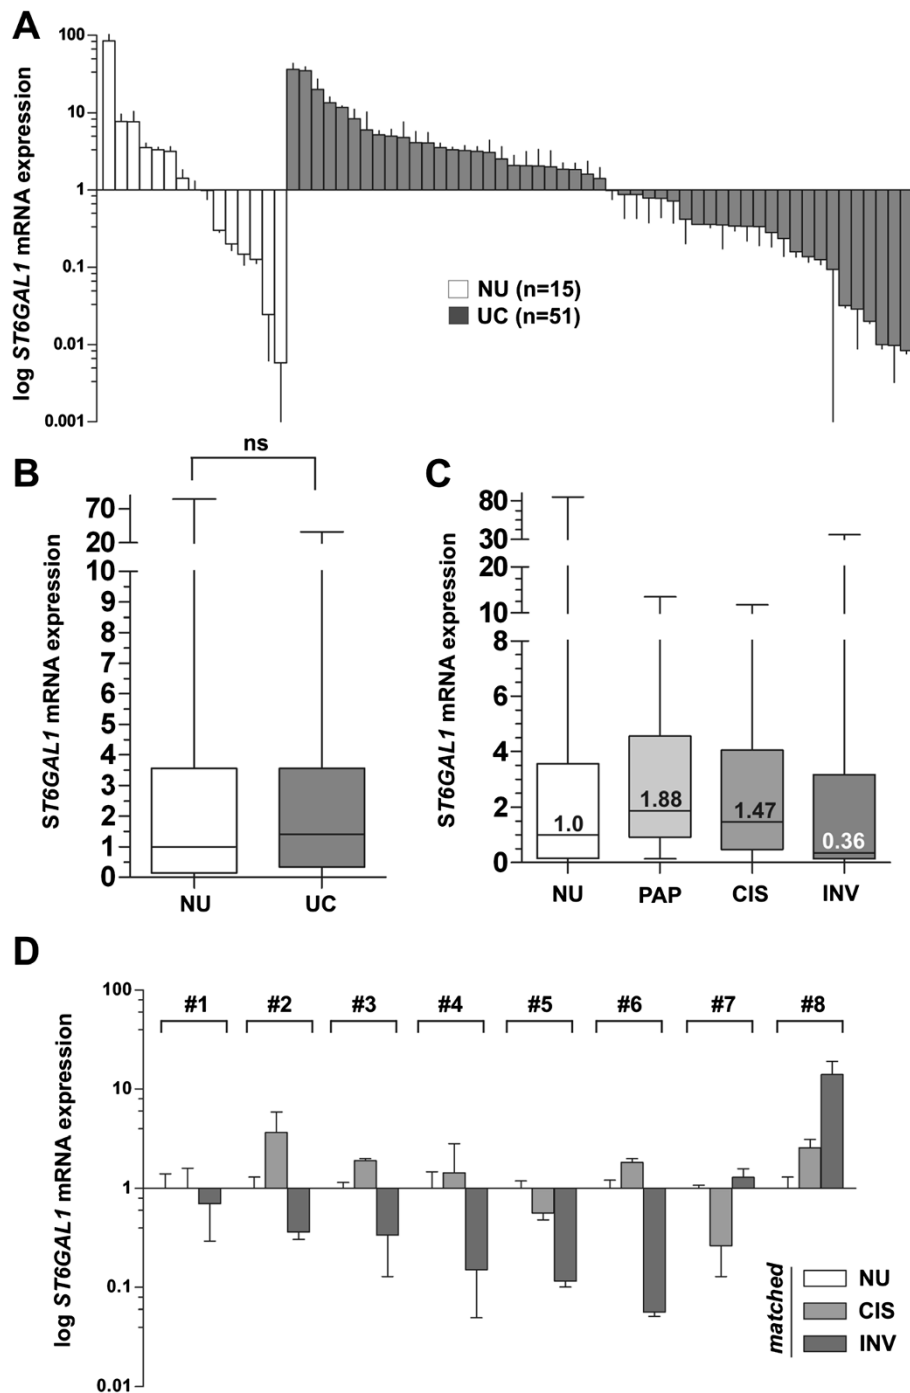 A
log ST6GAL1 mRNA expression
100
10
1
0.1
0.01
0.001
NU (n=15)
UC (n=51)
B
ns
ST6GAL1 mRNA expression
70
20
10
9
8
7
6
5
4
3
2
1
0
NU UC
C
ST6GAL1 mRNA expression
80
30
20
10
8
6
4
2
0
1.0 1.88 1.47 0.36
NU PAP CIS INV
D
log ST6GAL1 mRNA expression
100
10
1
0.1
0.01
#1 #2 #3 #4 #5 #6 #7 #8
matched
NU
CIS
INV